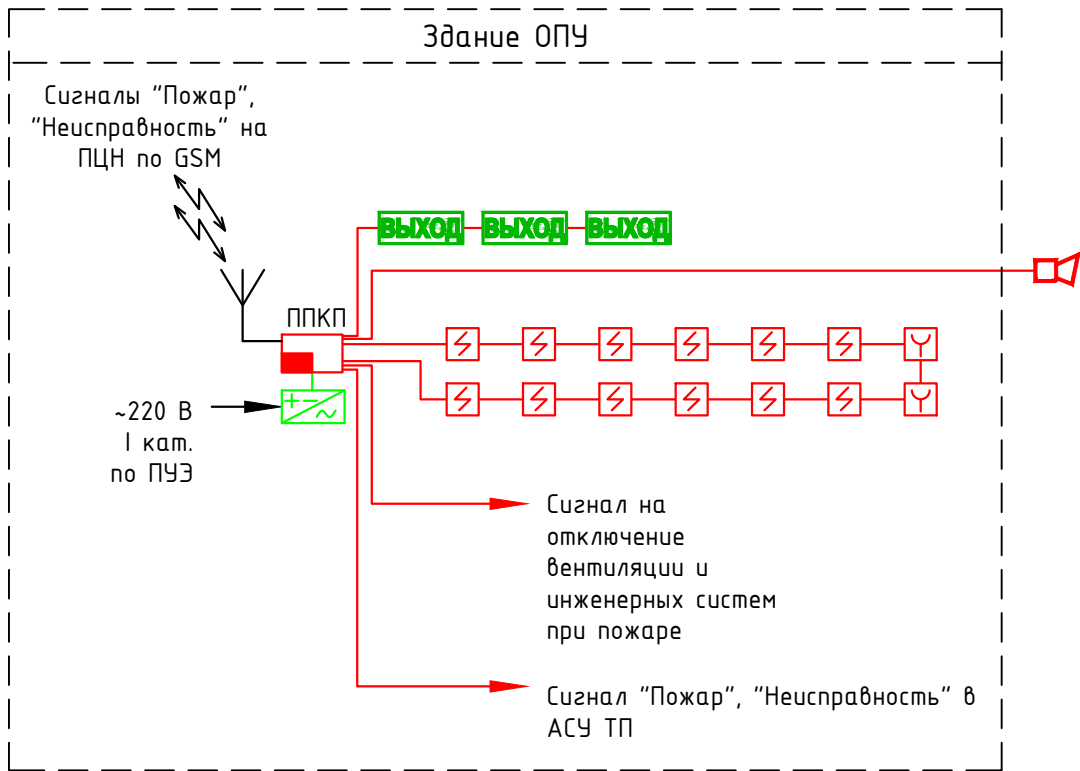 Здание ОПУ
Сигналы "Пожар",
"Неисправность" на
ПЦН по GSM
ВЫХОД ВЫХОД ВЫХОД
ППКП
~220 В
I кат.
по ПУЭ
Сигнал на
отключение
вентиляции и
инженерных систем
при пожаре
Сигнал "Пожар", "Неисправность" в
АСУ ТП